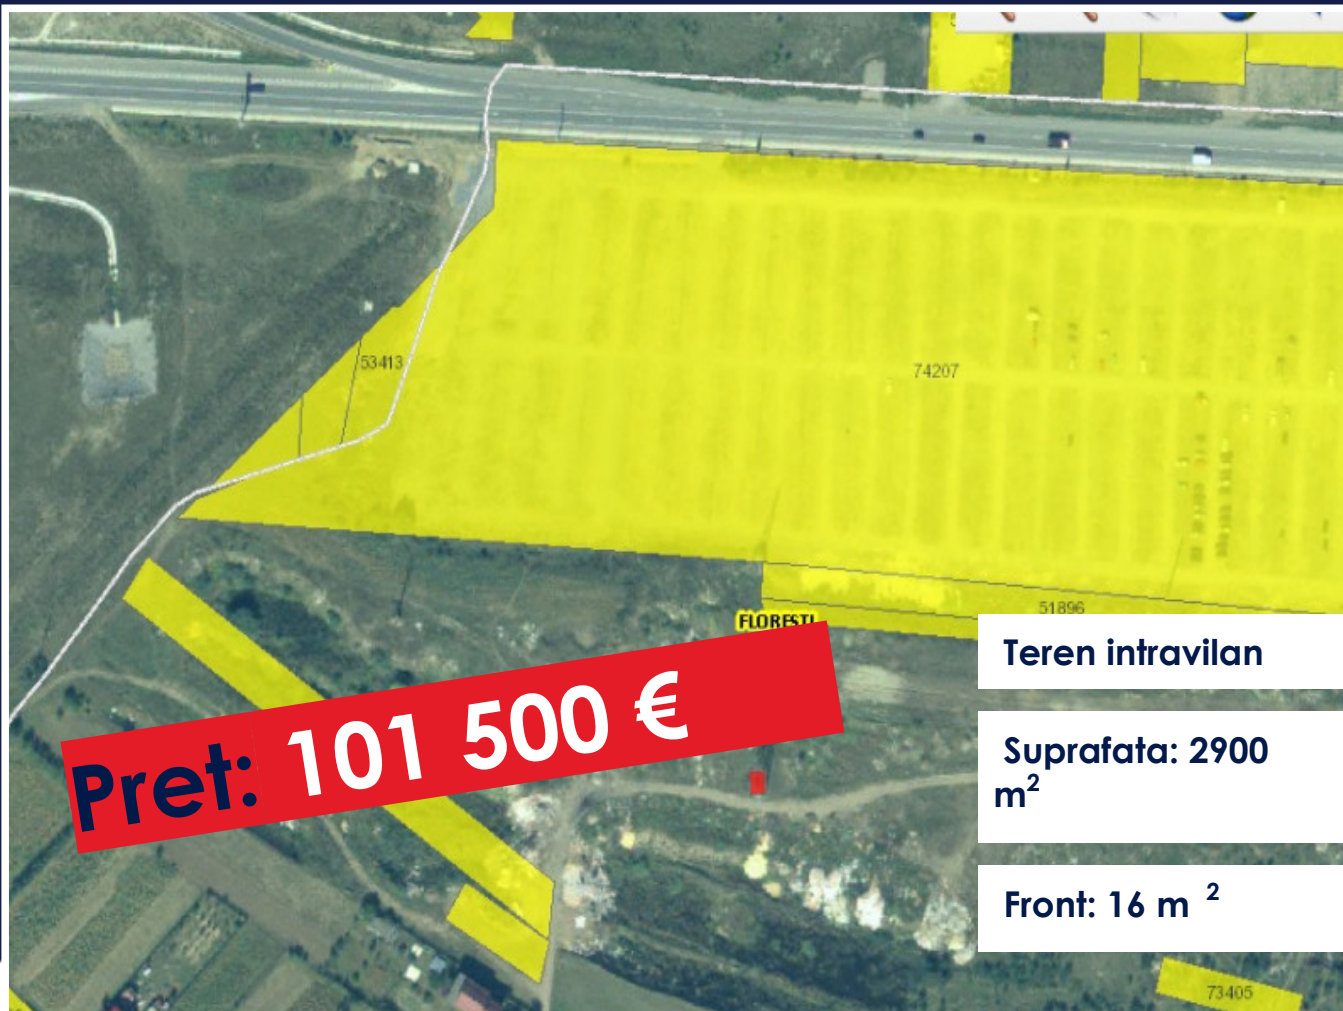 53413
74207
51896
FLORESTI
Teren intravilan
Pret: 101 500 €
Suprafata: 2900
m²
Front: 16 m ²
73405